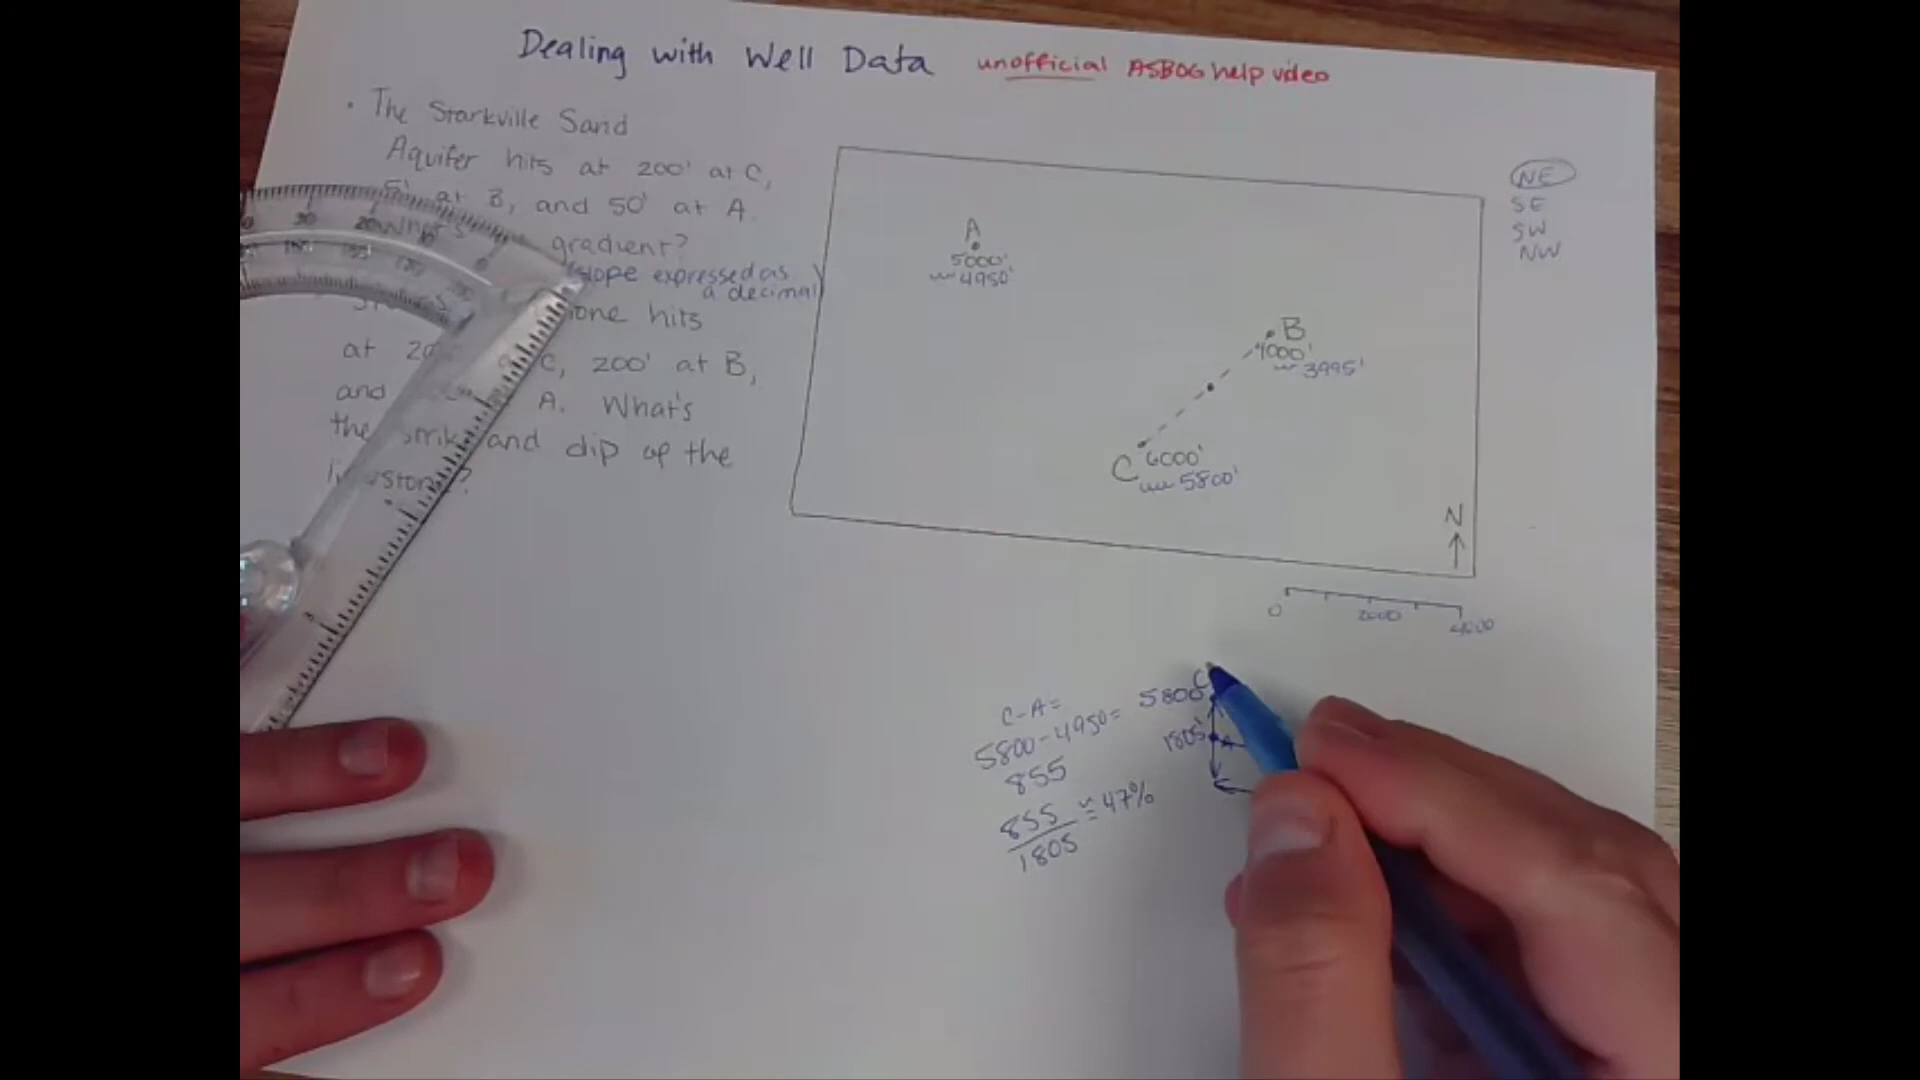 Dealing with Well Data unofficial ASBOG help video
• The Starkville Sand
Aquifer hits at 200' at C,
5' at B, and 50' at A.
What's gradient?
(slope expressed as
a decimal)
hits
at C, 200' at B,
and A. What's
the and dip of the
?
A
5000'
4950'
B
4000'
3995'
C 6000'
5800'
N
0 2000 4000
NE
SE
SW
NW
C-A=
5800-4950=
855
855
1805
≈47%
C
5800'
1805'
A